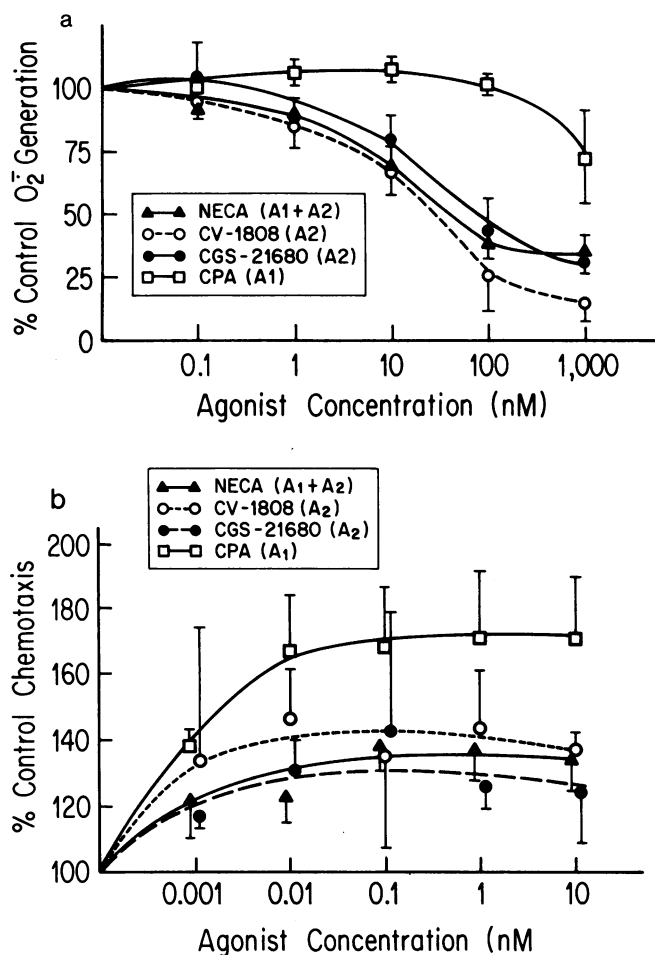 a
% Control O₂⁻ Generation
100
75
50
25
0
NECA (A1+A2)
CV-1808 (A2)
CGS-21680 (A2)
CPA (A1)
0.1 1 10 100 1,000
Agonist Concentration (nM)
b
NECA (A₁+A₂)
CV-1808 (A₂)
CGS-21680 (A₂)
CPA (A₁)
% Control Chemotaxis
200
180
160
140
120
100
0.001 0.01 0.1 1 10
Agonist Concentration (nM